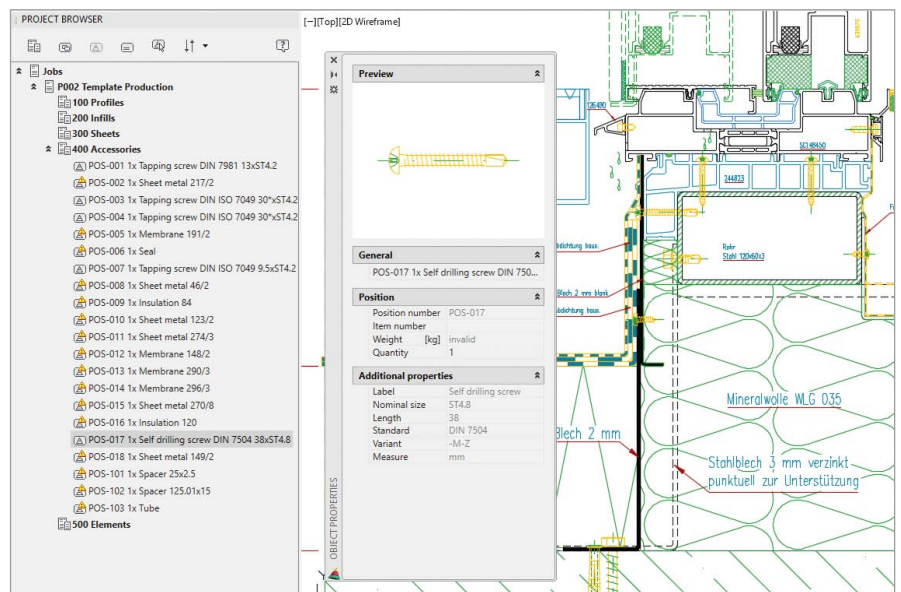 PROJECT BROWSER
Jobs
P002 Template Production
100 Profiles
200 Infills
300 Sheets
400 Accessories
POS-001 1x Tapping screw DIN 7981 13xST4.2
POS-002 1x Sheet metal 217/2
POS-003 1x Tapping screw DIN ISO 7049 30*xST4.2
POS-004 1x Tapping screw DIN ISO 7049 30*xST4.2
POS-005 1x Membrane 191/2
POS-006 1x Seal
POS-007 1x Tapping screw DIN ISO 7049 9.5xST4.2
POS-008 1x Sheet metal 46/2
POS-009 1x Insulation 84
POS-010 1x Sheet metal 123/2
POS-011 1x Sheet metal 274/3
POS-012 1x Membrane 148/2
POS-013 1x Membrane 290/3
POS-014 1x Membrane 296/3
POS-015 1x Sheet metal 270/8
POS-016 1x Insulation 120
POS-017 1x Self drilling screw DIN 7504 38xST4.8
POS-018 1x Sheet metal 149/2
POS-101 1x Spacer 25x2.5
POS-102 1x Spacer 125.01x15
POS-103 1x Tube
500 Elements
[−][Top][2D Wireframe]
Preview
General
POS-017 1x Self drilling screw DIN 750...
Position
Position number POS-017
Item number
Weight [kg] invalid
Quantity 1
Additional properties
Label Self drilling screw
Nominal size ST4.8
Length 38
Standard DIN 7504
Variant -M-Z
Measure mm
OBJECT PROPERTIES
244823
Rohr
Stahl 120x60x3
bdichtung baus.
Blech 2 mm blank
bdichtung baus.
Mineralwolle WLG 035
Blech 2 mm
Stahlblech 3 mm verzinkt
punktuell zur Unterstützung